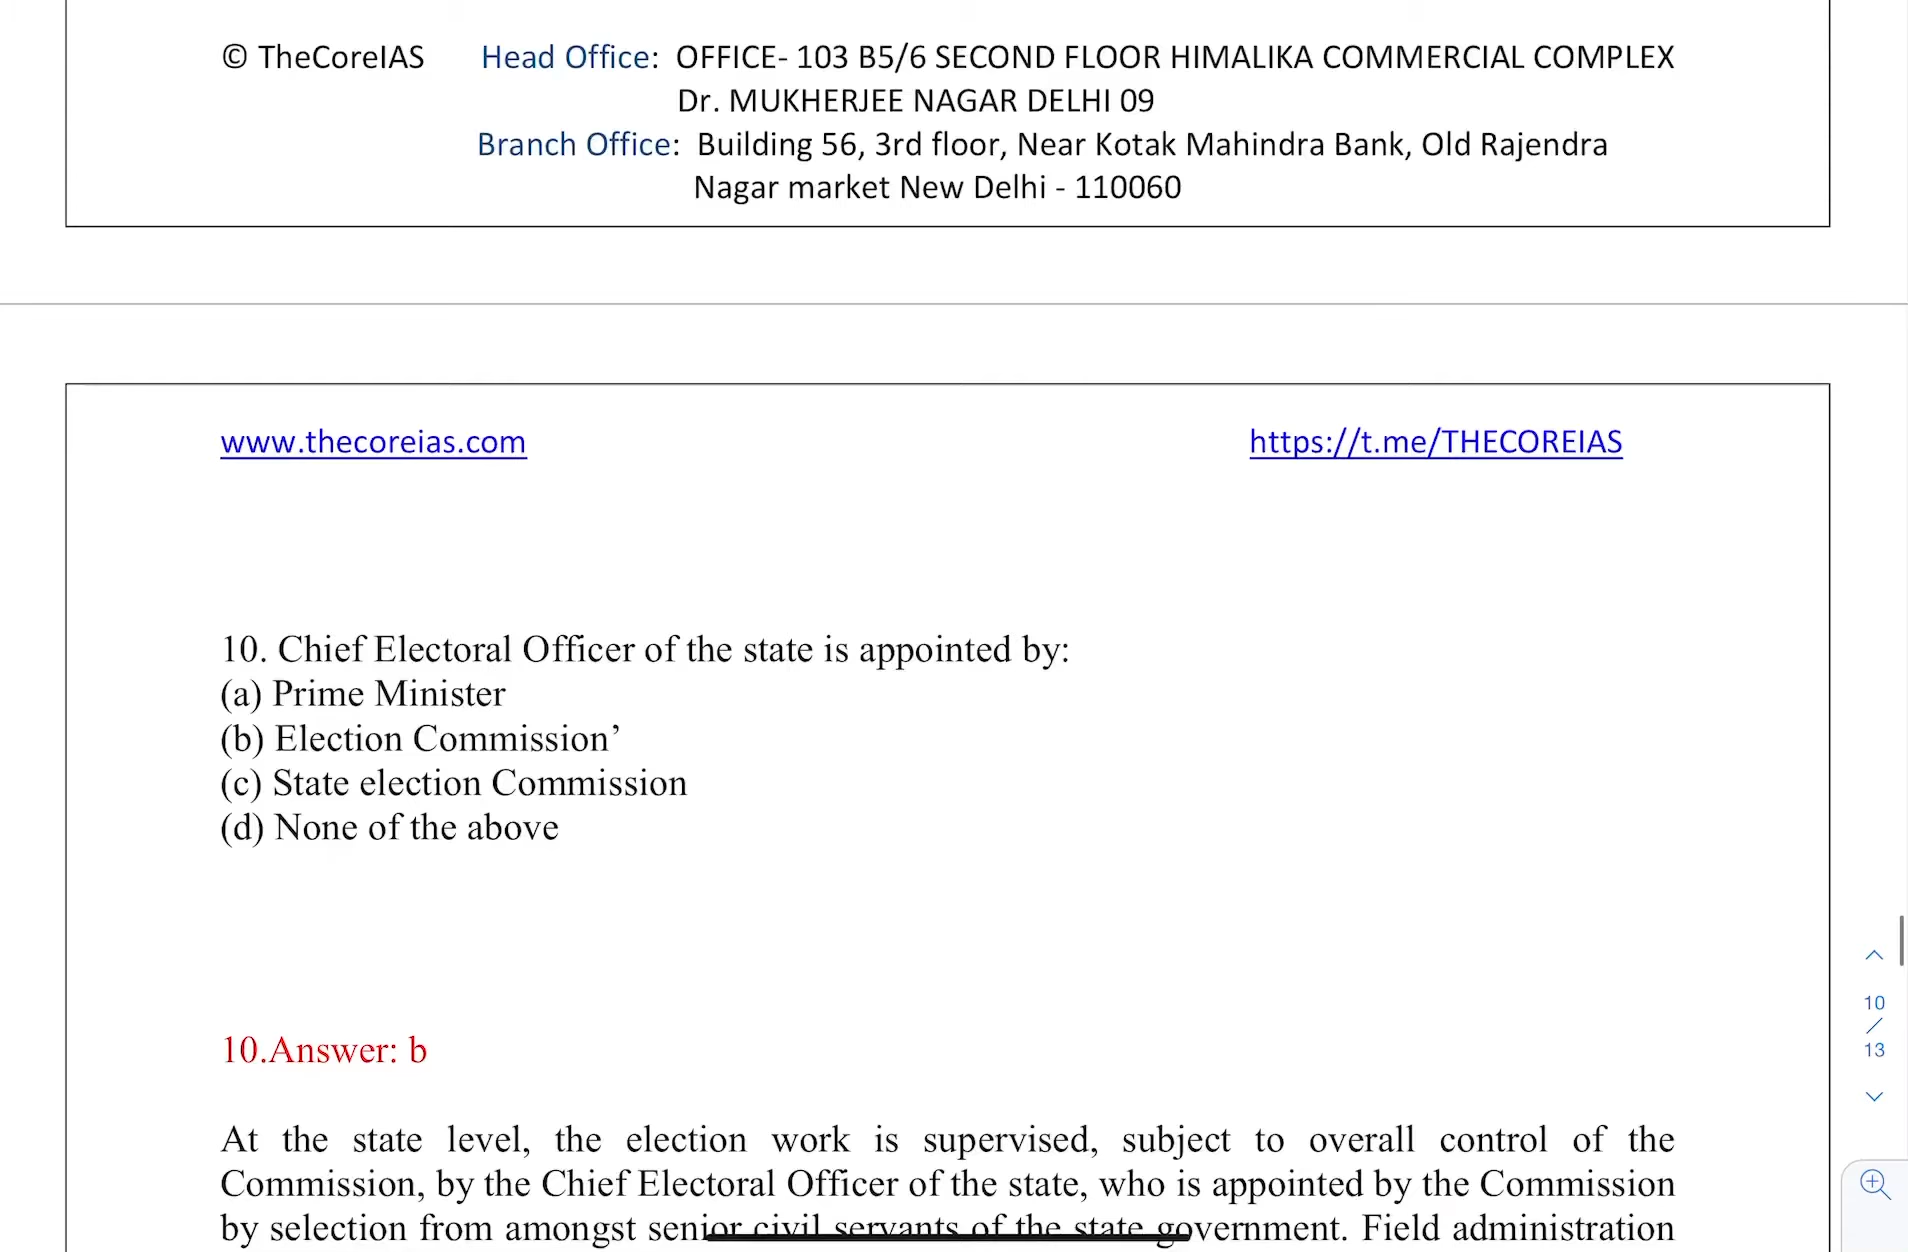 © TheCoreIAS Head Office: OFFICE- 103 B5/6 SECOND FLOOR HIMALIKA COMMERCIAL COMPLEX
Dr. MUKHERJEE NAGAR DELHI 09
Branch Office: Building 56, 3rd floor, Near Kotak Mahindra Bank, Old Rajendra
Nagar market New Delhi - 110060
www.thecoreias.com https://t.me/THECOREIAS
10. Chief Electoral Officer of the state is appointed by:
(a) Prime Minister
(b) Election Commission’
(c) State election Commission
(d) None of the above
10.Answer: b
At the state level, the election work is supervised, subject to overall control of the
Commission, by the Chief Electoral Officer of the state, who is appointed by the Commission
by selection from amongst senior civil servants of the state government. Field administration
10
/
13